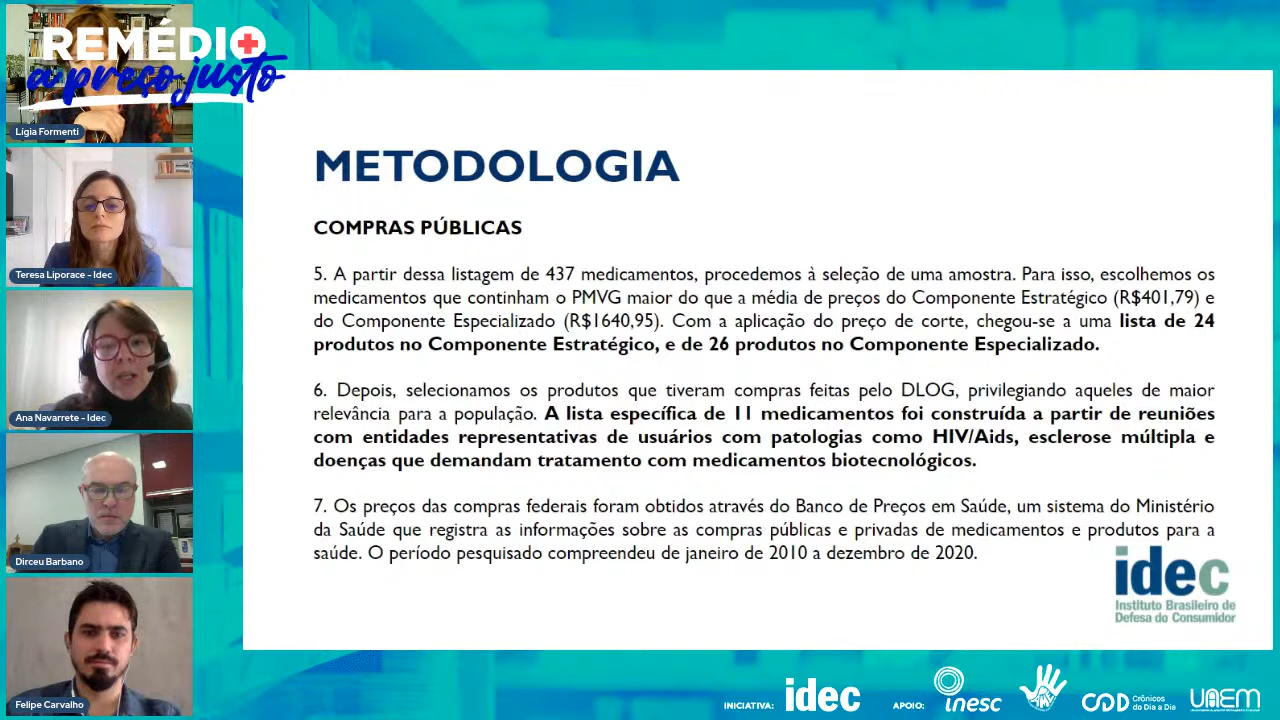 REMÉDIO
a preço justo
Lígia Formenti
Teresa Liporace - Idec
Ana Navarrete - Idec
Dirceu Barbano
Felipe Carvalho
METODOLOGIA
COMPRAS PÚBLICAS
5. A partir dessa listagem de 437 medicamentos, procedemos à seleção de uma amostra. Para isso, escolhemos os
medicamentos que continham o PMVG maior do que a média de preços do Componente Estratégico (R$401,79) e
do Componente Especializado (R$1640,95). Com a aplicação do preço de corte, chegou-se a uma lista de 24
produtos no Componente Estratégico, e de 26 produtos no Componente Especializado.
6. Depois, selecionamos os produtos que tiveram compras feitas pelo DLOG, privilegiando aqueles de maior
relevância para a população. A lista específica de 11 medicamentos foi construída a partir de reuniões
com entidades representativas de usuários com patologias como HIV/Aids, esclerose múltipla e
doenças que demandam tratamento com medicamentos biotecnológicos.
7. Os preços das compras federais foram obtidos através do Banco de Preços em Saúde, um sistema do Ministério
da Saúde que registra as informações sobre as compras públicas e privadas de medicamentos e produtos para a
saúde. O período pesquisado compreendeu de janeiro de 2010 a dezembro de 2020.
idec
Instituto Brasileiro de
Defesa do Consumidor
INICIATIVA: idec APOIO: inesc
Crônicos
do Dia a Dia
UAEM